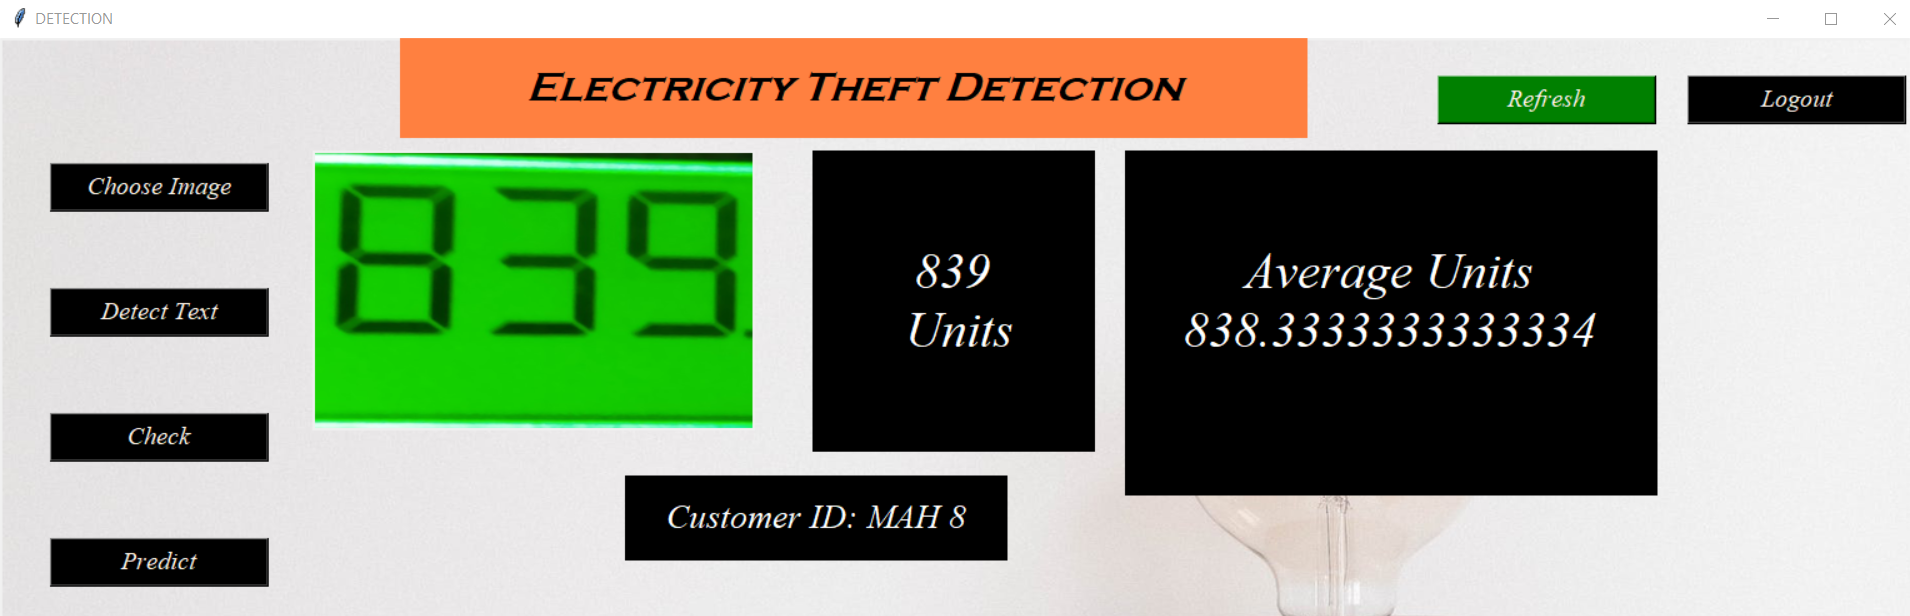 DETECTION
Electricity Theft Detection
Refresh
Logout
Choose Image
Detect Text
Check
Predict
839.
839
Units
Average Units
838.3333333333334
Customer ID: MAH 8